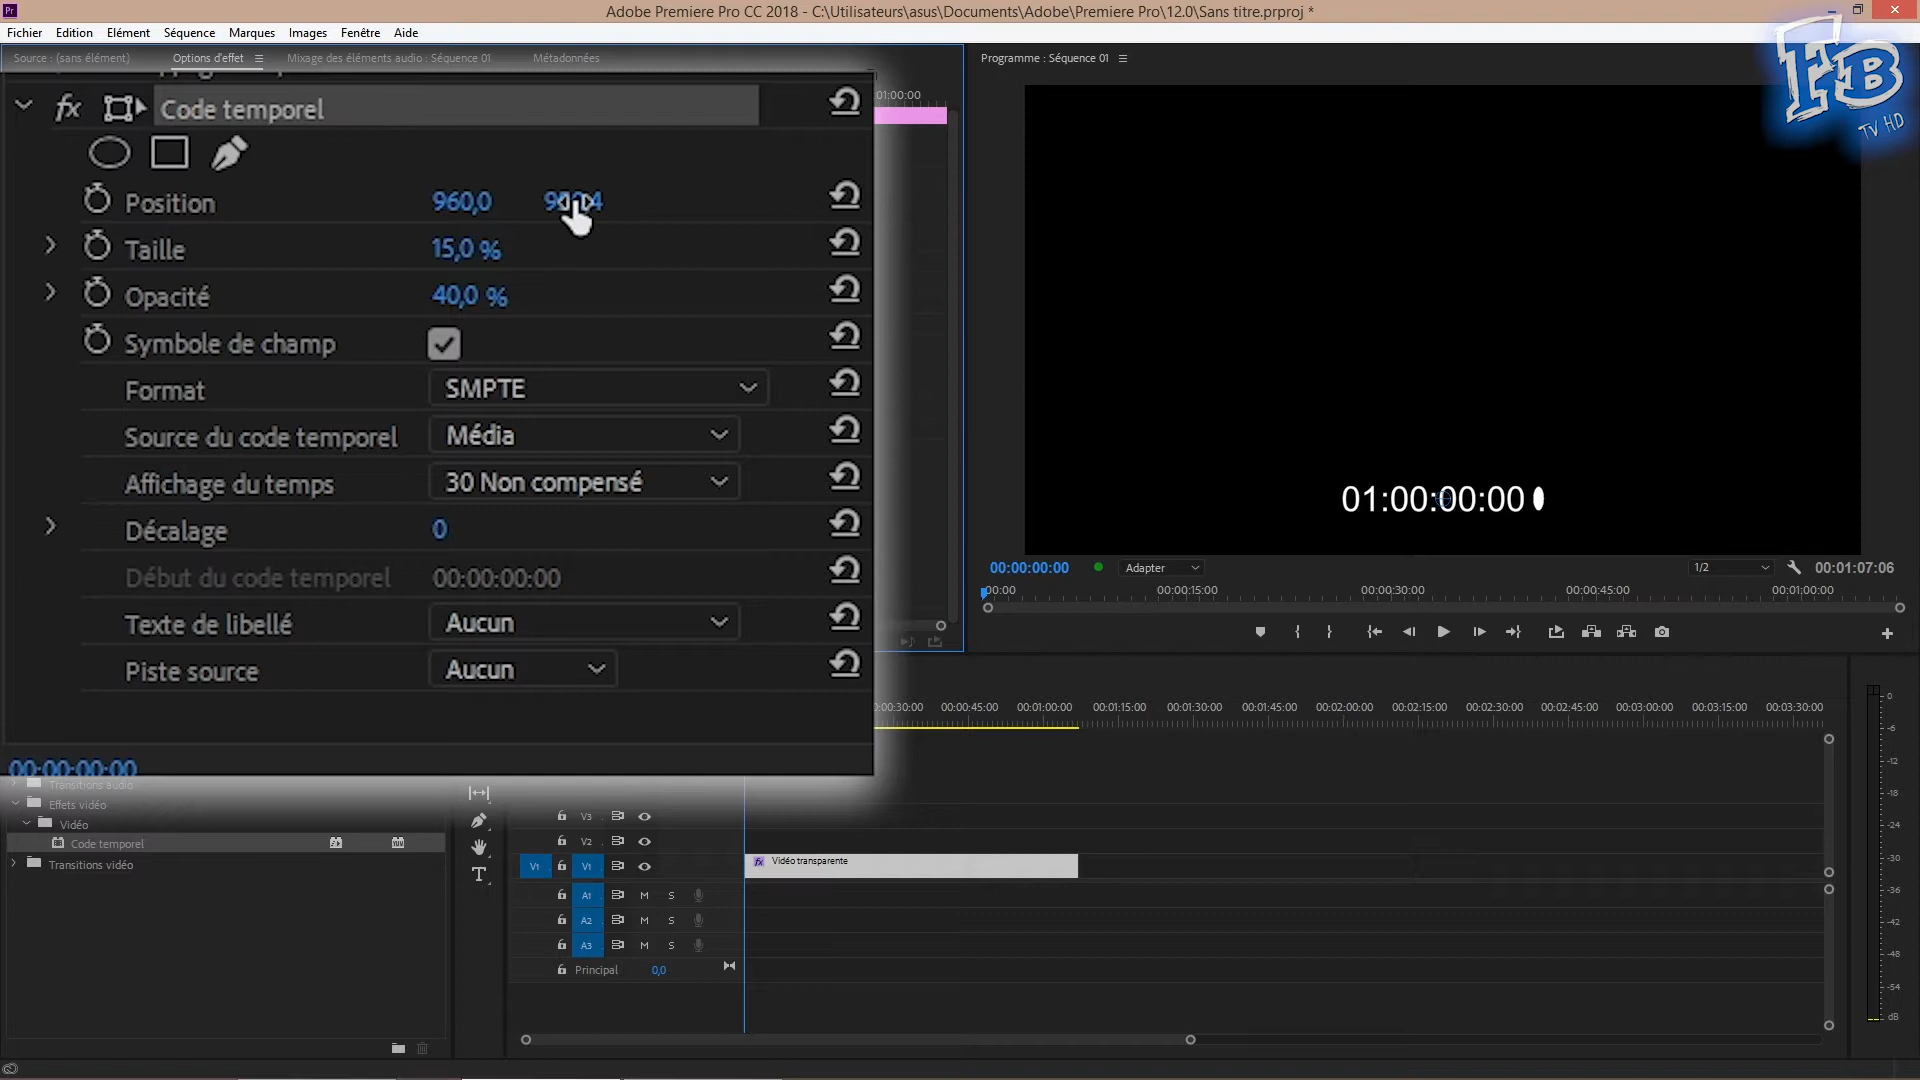 Adobe Premiere Pro CC 2018 - C:\Utilisateurs\asus\Documents\Adobe\Premiere Pro\12.0\Sans titre.prproj *
Fichier Edition Elément Séquence Marques Images Fenêtre Aide
Source : (sans élément) Options d'effet Mixage des éléments audio : Séquence 01 Métadonnées
Programme : Séquence 01
FB
TV HD
fx Code temporel
01:00:00
Position 960,0
Taille 15,0 %
Opacité 40,0 %
Symbole de champ
Format SMPTE
Source du code temporel Média
Affichage du temps 30 Non compensé
Décalage 0
Début du code temporel 00:00:00:00
Texte de libellé Aucun
Piste source Aucun
00:00:00:00
01:00:00:00
00:00:00:00 Adapter 1/2 00:01:07:06
00:00 00:00:15:00 00:00:30:00 00:00:45:00 00:01:00:00
0:00:30:00 00:00:45:00 00:01:00:00 00:01:15:00 00:01:30:00 00:01:45:00 00:02:00:00 00:02:15:00 00:02:30:00 00:02:45:00 00:03:00:00 00:03:15:00 00:03:30:00
Transitions audio
Effets vidéo
Vidéo
Code temporel
Transitions vidéo
V3
V2
V1 V1 fx Vidéo transparente
A1 M S
A2 M S
A3 M S
Principal 0,0
0
-6
-12
-18
-24
-30
-36
-42
-48
-54
dB